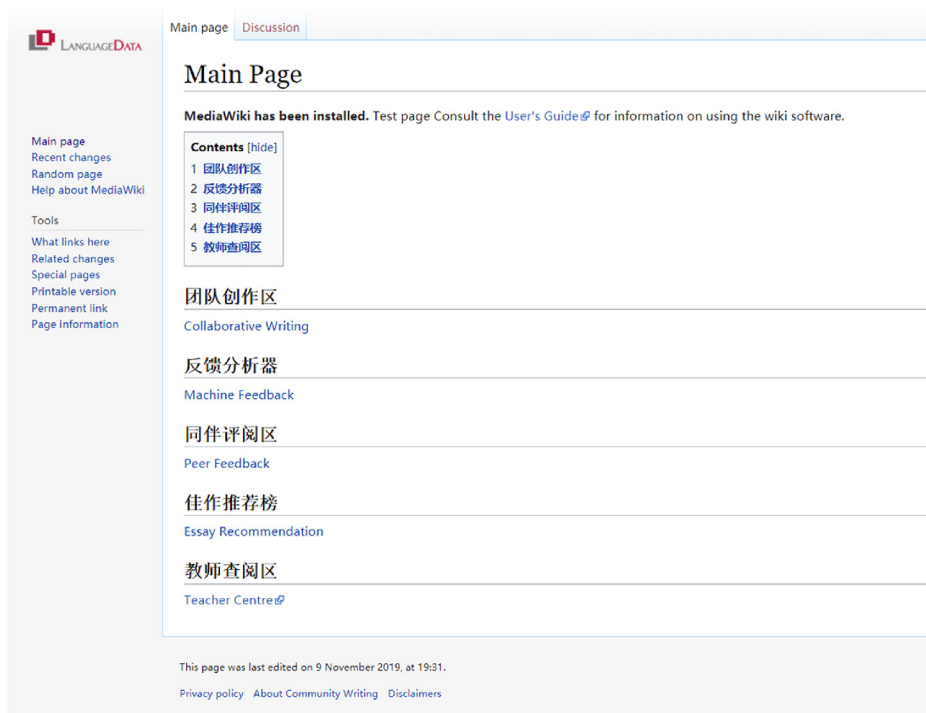 LANGUAGEDATA
Main page Discussion
Main Page
MediaWiki has been installed. Test page Consult the User's Guide for information on using the wiki software.
Contents [hide]
1 团队创作区
2 反馈分析器
3 同伴评阅区
4 佳作推荐榜
5 教师查阅区
Main page
Recent changes
Random page
Help about MediaWiki
Tools
What links here
Related changes
Special pages
Printable version
Permanent link
Page information
团队创作区
Collaborative Writing
反馈分析器
Machine Feedback
同伴评阅区
Peer Feedback
佳作推荐榜
Essay Recommendation
教师查阅区
Teacher Centre
This page was last edited on 9 November 2019, at 19:31.
Privacy policy About Community Writing Disclaimers